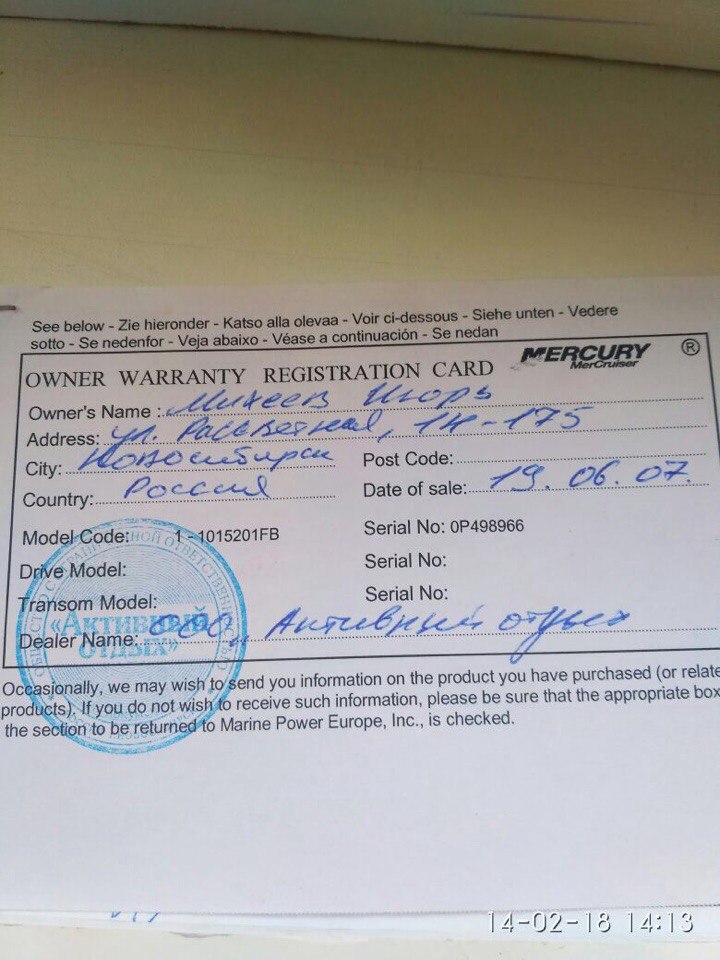 See below - Zie hieronder - Katso alla olevaa - Voir ci-dessous - Siehe unten - Vedere
sotto - Se nedenfor - Veja abaixo - Véase a continuación - Se nedan
MERCURY ®
MerCruiser
OWNER WARRANTY REGISTRATION CARD
Owner's Name : Михеев Игорь
Address: ул. Рассветная, 1К-175
City: Новосибирск Post Code:
Country: Россия Date of sale: 19.06.07.
Model Code: 1 - 1015201FB Serial No: 0P498966
Drive Model: Serial No:
Transom Model: Serial No:
Dealer Name: ООО „Активный отдых
«АКТИВНЫЙ
ОТДЫХ»
Occasionally, we may wish to send you information on the product you have purchased (or relate
products). If you do not wish to receive such information, please be sure that the appropriate box
the section to be returned to Marine Power Europe, Inc., is checked.
14-02-18 14:13